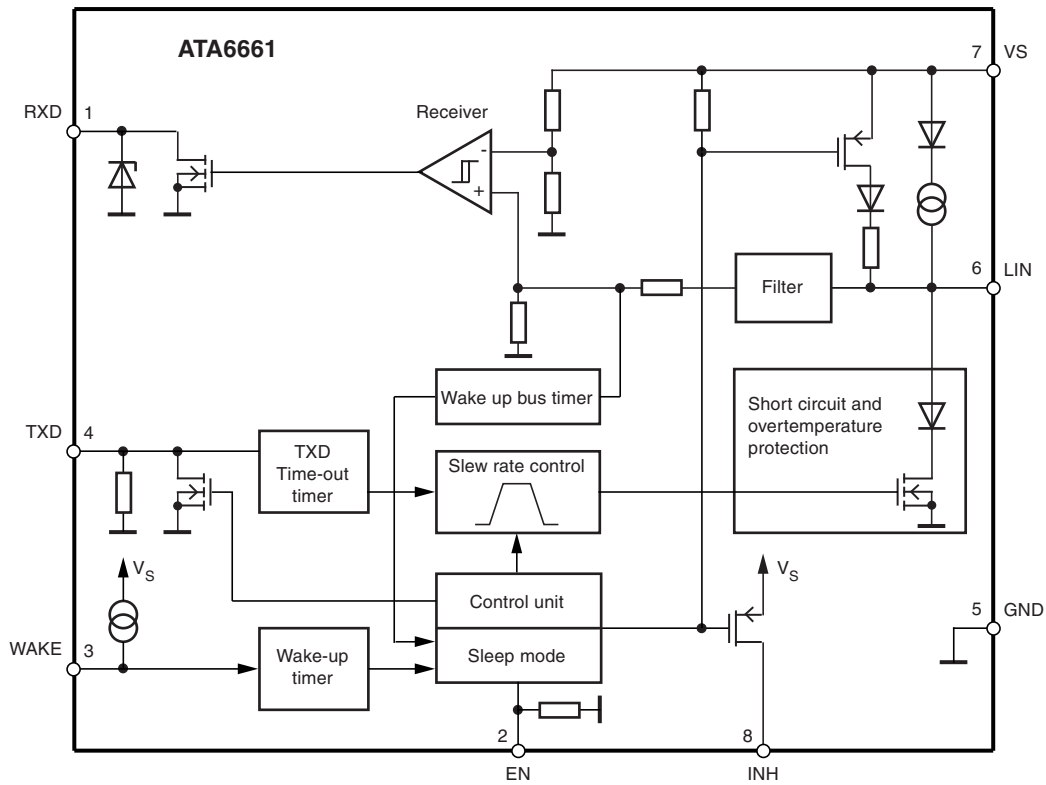 ATA6661
7
VS
RXD
1
Receiver
-
+
6
LIN
Filter
Wake up bus timer
Short circuit and
overtemperature
protection
TXD
4
TXD
Time-out
timer
Slew rate control
VS
VS
Control unit
5
GND
WAKE
3
Wake-up
timer
Sleep mode
2
EN
8
INH